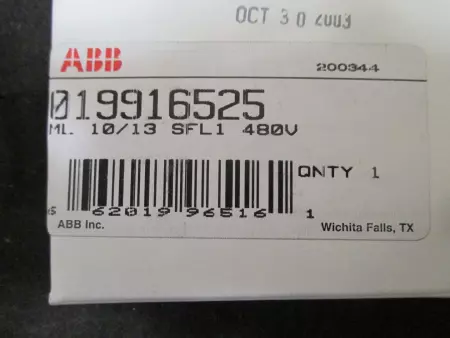 OCT 30 2003
ABB
200344
019916525
ML 10/13 SFL1 480V
QNTY 1
6 62019 96516 1
ABB Inc.
Wichita Falls, TX